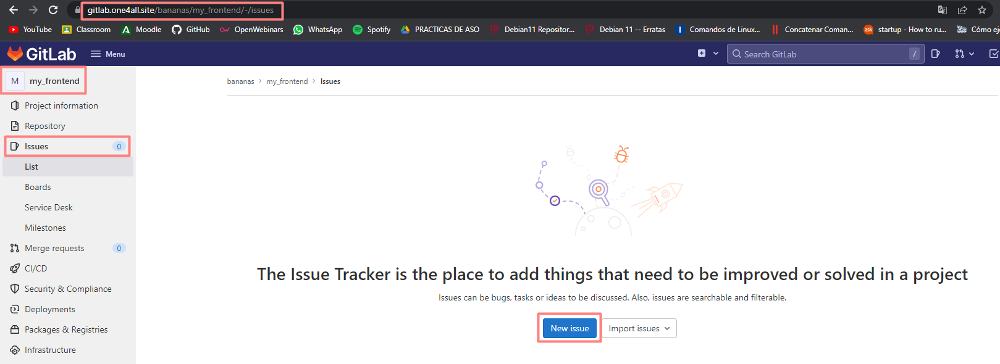 gitlab.one4all.site/bananas/my_frontend/-/issues
YouTube Classroom Moodle GitHub OpenWebinars WhatsApp Spotify PRACTICAS DE ASO Debian11 Repositor... Debian 11 -- Erratas Comandos de Linux... Concatenar Coman... ask startup - How to ru... Cómo eje
GitLab Menu Search GitLab /
M my_frontend
bananas > my_frontend > Issues
Project information
Repository
Issues 0
List
Boards
Service Desk
Milestones
Merge requests 0
CI/CD
Security & Compliance
Deployments
Packages & Registries
Infrastructure
The Issue Tracker is the place to add things that need to be improved or solved in a project
Issues can be bugs, tasks or ideas to be discussed. Also, issues are searchable and filterable.
New issue Import issues